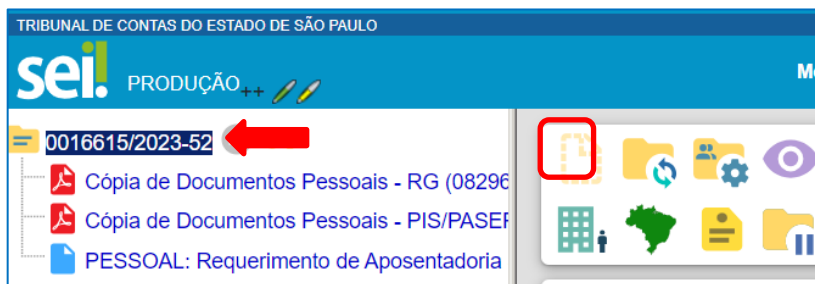 TRIBUNAL DE CONTAS DO ESTADO DE SÃO PAULO
sei!
PRODUÇÃO++
0016615/2023-52
Cópia de Documentos Pessoais - RG (08296
Cópia de Documentos Pessoais - PIS/PASEP
PESSOAL: Requerimento de Aposentadoria